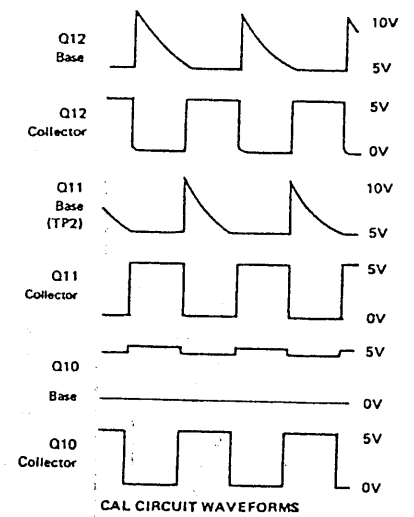 Q12
Base
10V
5V
Q12
Collector
5V
0V
Q11
Base
(TP2)
10V
5V
Q11
Collector
5V
0V
Q10
Base
5V
0V
Q10
Collector
5V
0V
CAL CIRCUIT WAVEFORMS